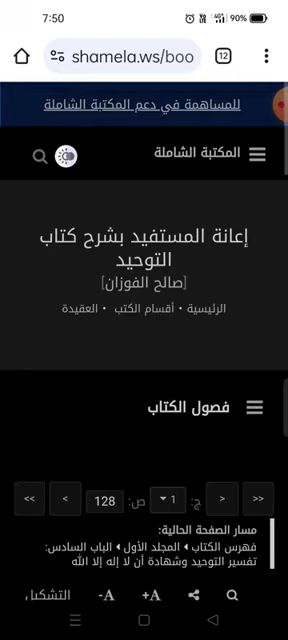 7:50
90%
shamela.ws/boo
12
للمساهمة في دعم المكتبة الشاملة
المكتبة الشاملة
إعانة المستفيد بشرح كتاب
التوحيد
[صالح الفوزان]
الرئيسية • أقسام الكتب • العقيدة
فصول الكتاب
<< < 128 ص: 1 ج: > >>
مسار الصفحة الحالية:
فهرس الكتاب المجلد الأول الباب السادس:
تفسير التوحيد وشهادة أن لا إله إلا الله
التشكيل -A +A